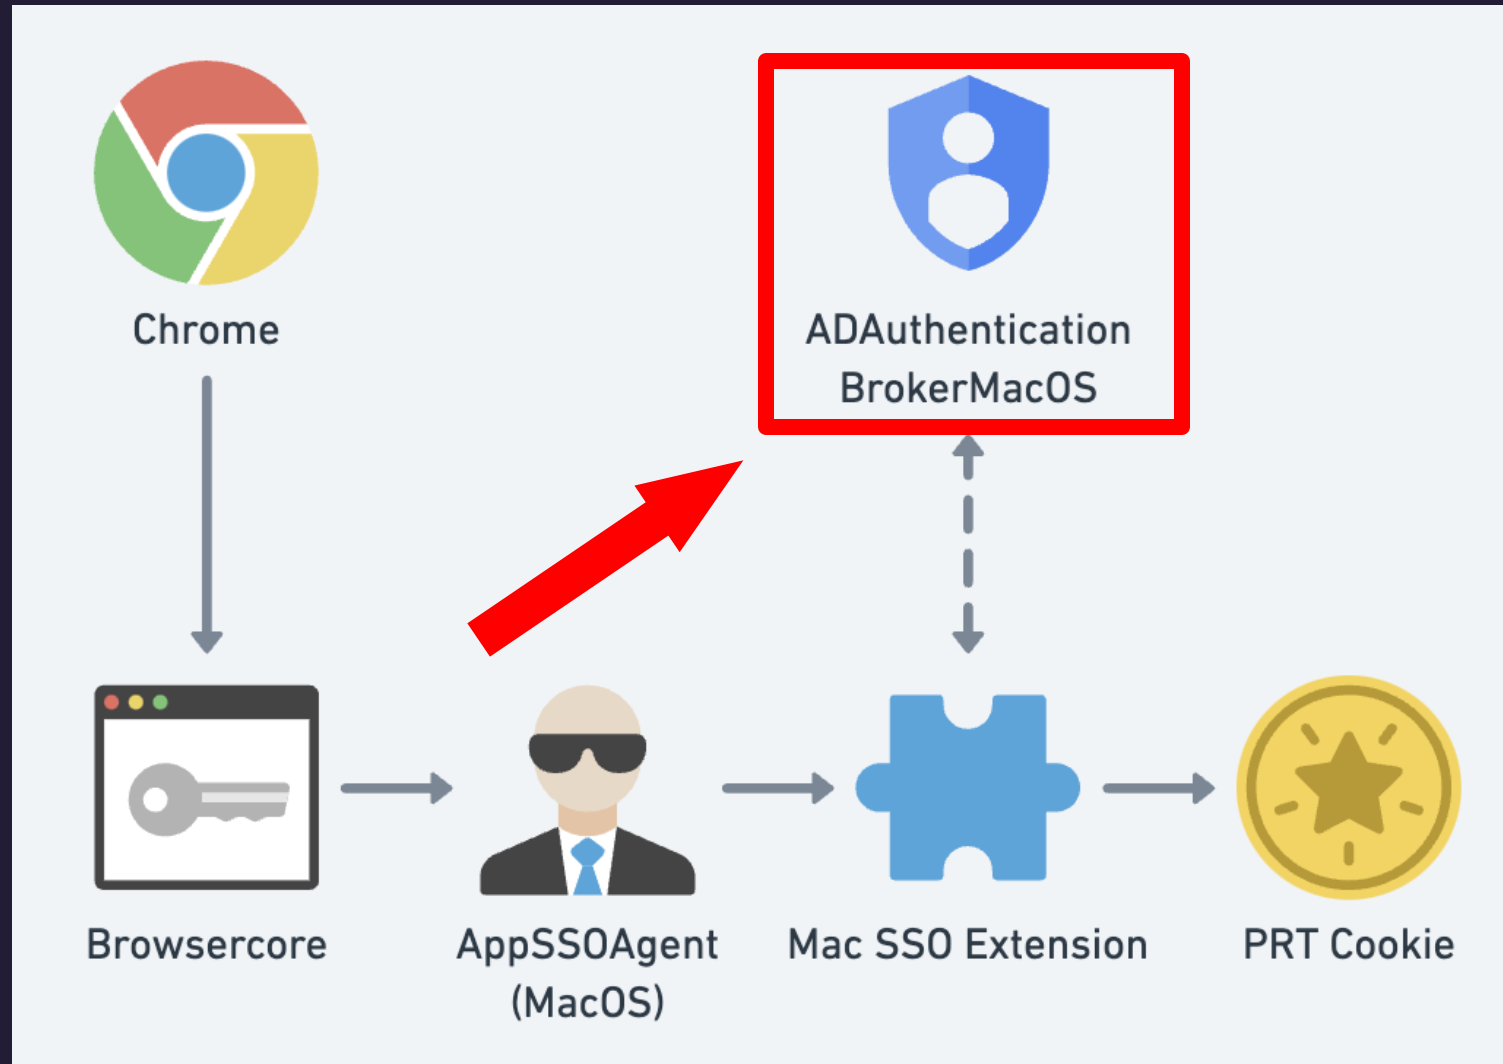 Chrome
ADAuthentication
BrokerMacOS
Browsercore
AppSSOAgent
(MacOS)
Mac SSO Extension
PRT Cookie